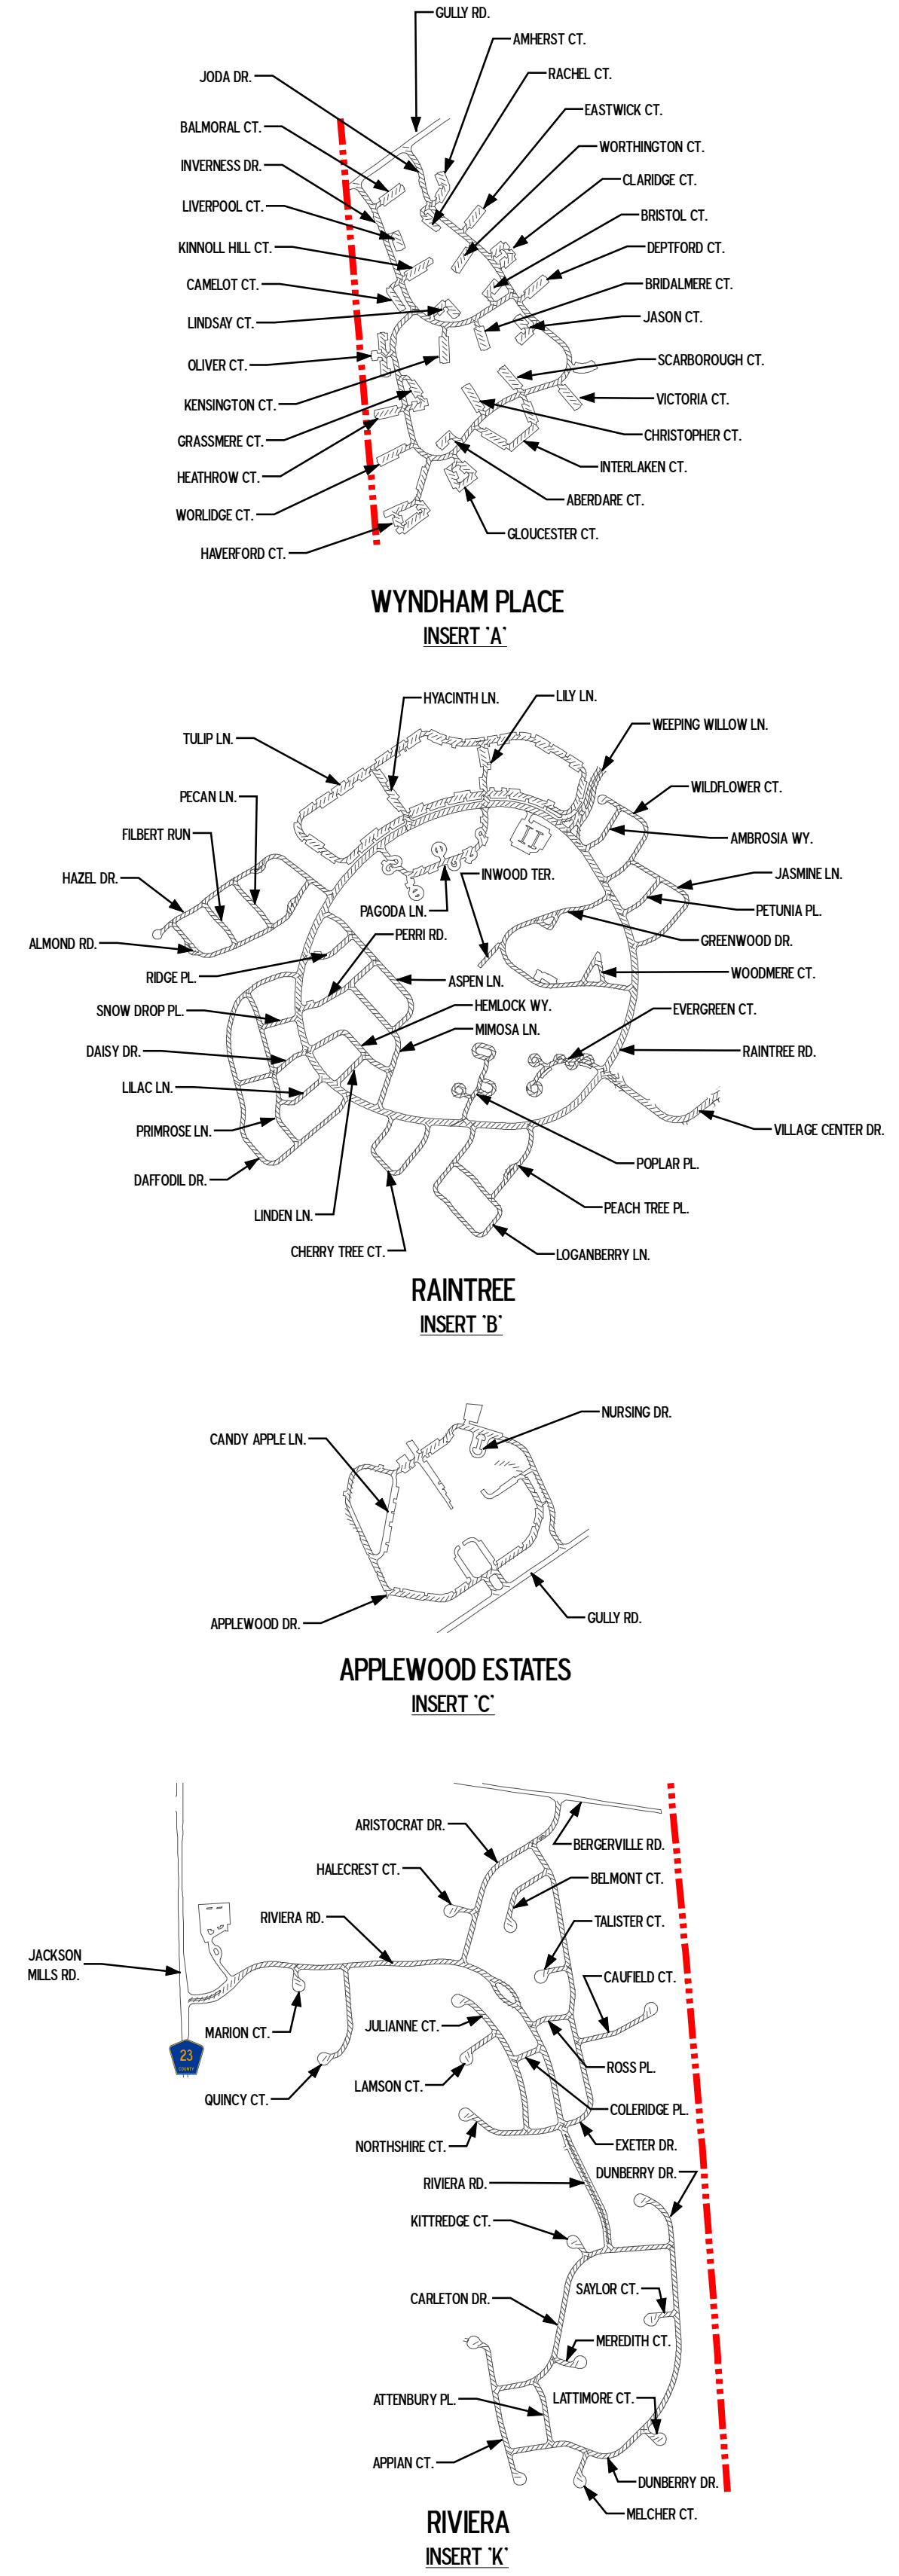 GULLY RD.
AMHERST CT.
RACHEL CT.
JODA DR.
EASTWICK CT.
BALMORAL CT.
WORTHINGTON CT.
INVERNESS DR.
CLARIDGE CT.
LIVERPOOL CT.
BRISTOL CT.
KINNOLL HILL CT.
DEPTFORD CT.
CAMELOT CT.
BRIDALMERE CT.
LINDSAY CT.
JASON CT.
OLIVER CT.
SCARBOROUGH CT.
KENSINGTON CT.
VICTORIA CT.
GRASSMERE CT.
CHRISTOPHER CT.
HEATHROW CT.
INTERLAKEN CT.
WORLIDGE CT.
ABERDARE CT.
HAVERFORD CT.
GLOUCESTER CT.
WYNDHAM PLACE
INSERT 'A'
HYACINTH LN.
LILY LN.
TULIP LN.
WEEPING WILLOW LN.
PECAN LN.
WILDFLOWER CT.
FILBERT RUN
AMBROSIA WY.
HAZEL DR.
INWOOD TER.
JASMINE LN.
PAGODA LN.
PETUNIA PL.
ALMOND RD.
PERRI RD.
GREENWOOD DR.
RIDGE PL.
ASPEN LN.
WOODMERE CT.
SNOW DROP PL.
HEMLOCK WY.
EVERGREEN CT.
DAISY DR.
MIMOSA LN.
RAINTREE RD.
LILAC LN.
PRIMROSE LN.
VILLAGE CENTER DR.
DAFFODIL DR.
POPLAR PL.
LINDEN LN.
PEACH TREE PL.
CHERRY TREE CT.
LOGANBERRY LN.
RAINTREE
INSERT 'B'
NURSING DR.
CANDY APPLE LN.
APPLEWOOD DR.
GULLY RD.
APPLEWOOD ESTATES
INSERT 'C'
ARISTOCRAT DR.
BERGERVILLE RD.
HALECREST CT.
BELMONT CT.
RIVIERA RD.
TALISTER CT.
JACKSON
MILLS RD.
CAUFIELD CT.
MARION CT.
JULIANNE CT.
23
COUNTY
ROSS PL.
QUINCY CT.
LAMSON CT.
COLERIDGE PL.
NORTHSHIRE CT.
EXETER DR.
RIVIERA RD.
DUNBERRY DR.
KITTREDGE CT.
CARLETON DR.
SAYLOR CT.
MEREDITH CT.
ATTENBURY PL.
LATTIMORE CT.
APPIAN CT.
DUNBERRY DR.
MELCHER CT.
RIVIERA
INSERT 'K'